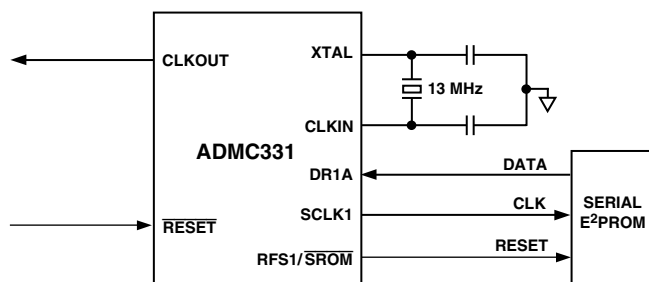 CLKOUT
XTAL
13 MHz
CLKIN
ADMC331
DR1A
DATA
SCLK1
CLK
SERIAL
E²PROM
RESET
RFS1/SROM
RESET